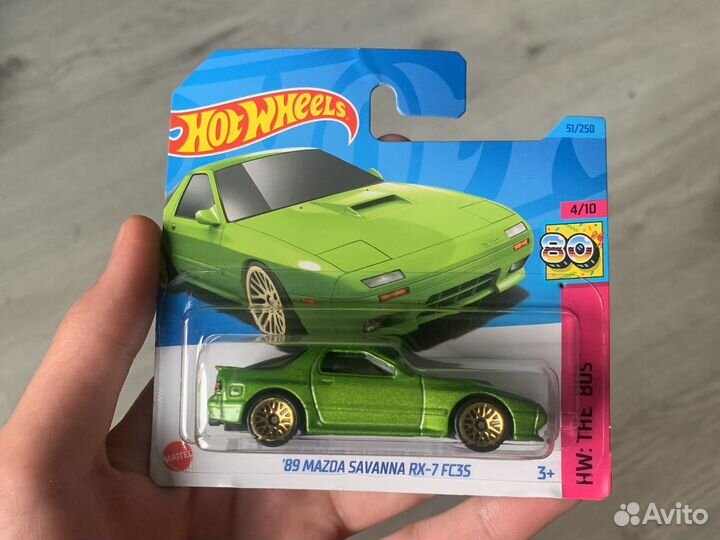 HOT WHEELS
51/250
4/10
80's
HW: THE '80s
MATTEL
'89 MAZDA SAVANNA RX-7 FC3S
3+
Avito